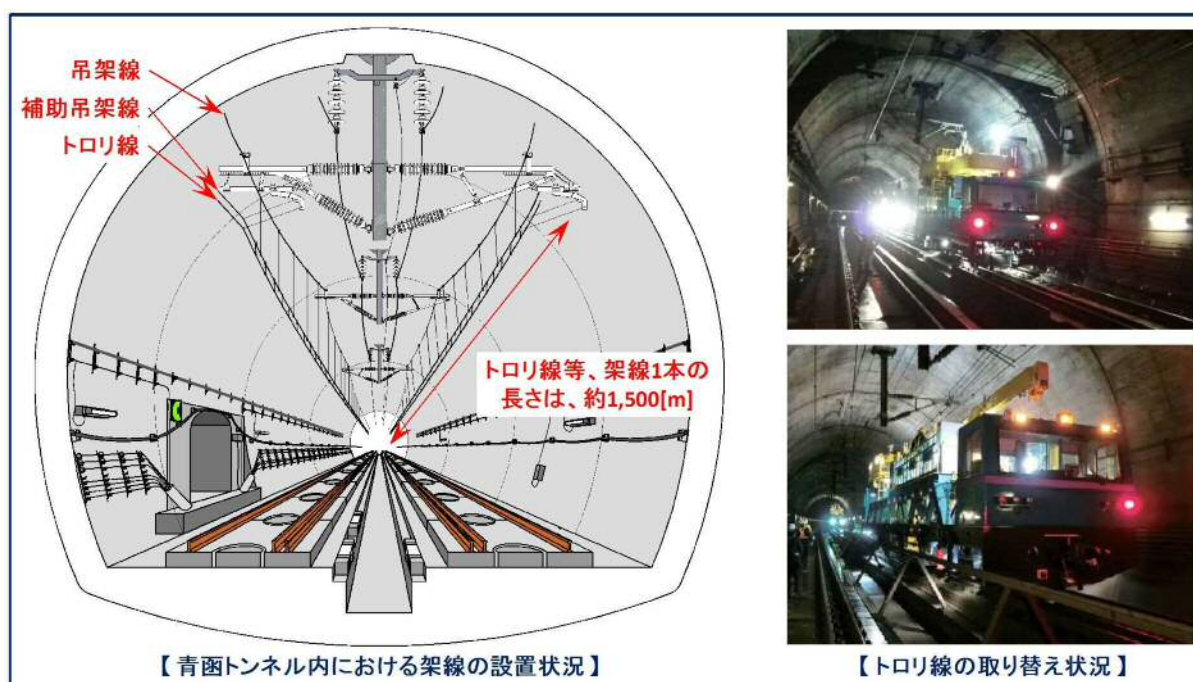 吊架線
補助吊架線
トロリ線
トロリ線等、架線1本の
長さは、約1,500[m]
【 青函トンネル内における架線の設置状況 】
【 トロリ線の取り替え状況 】